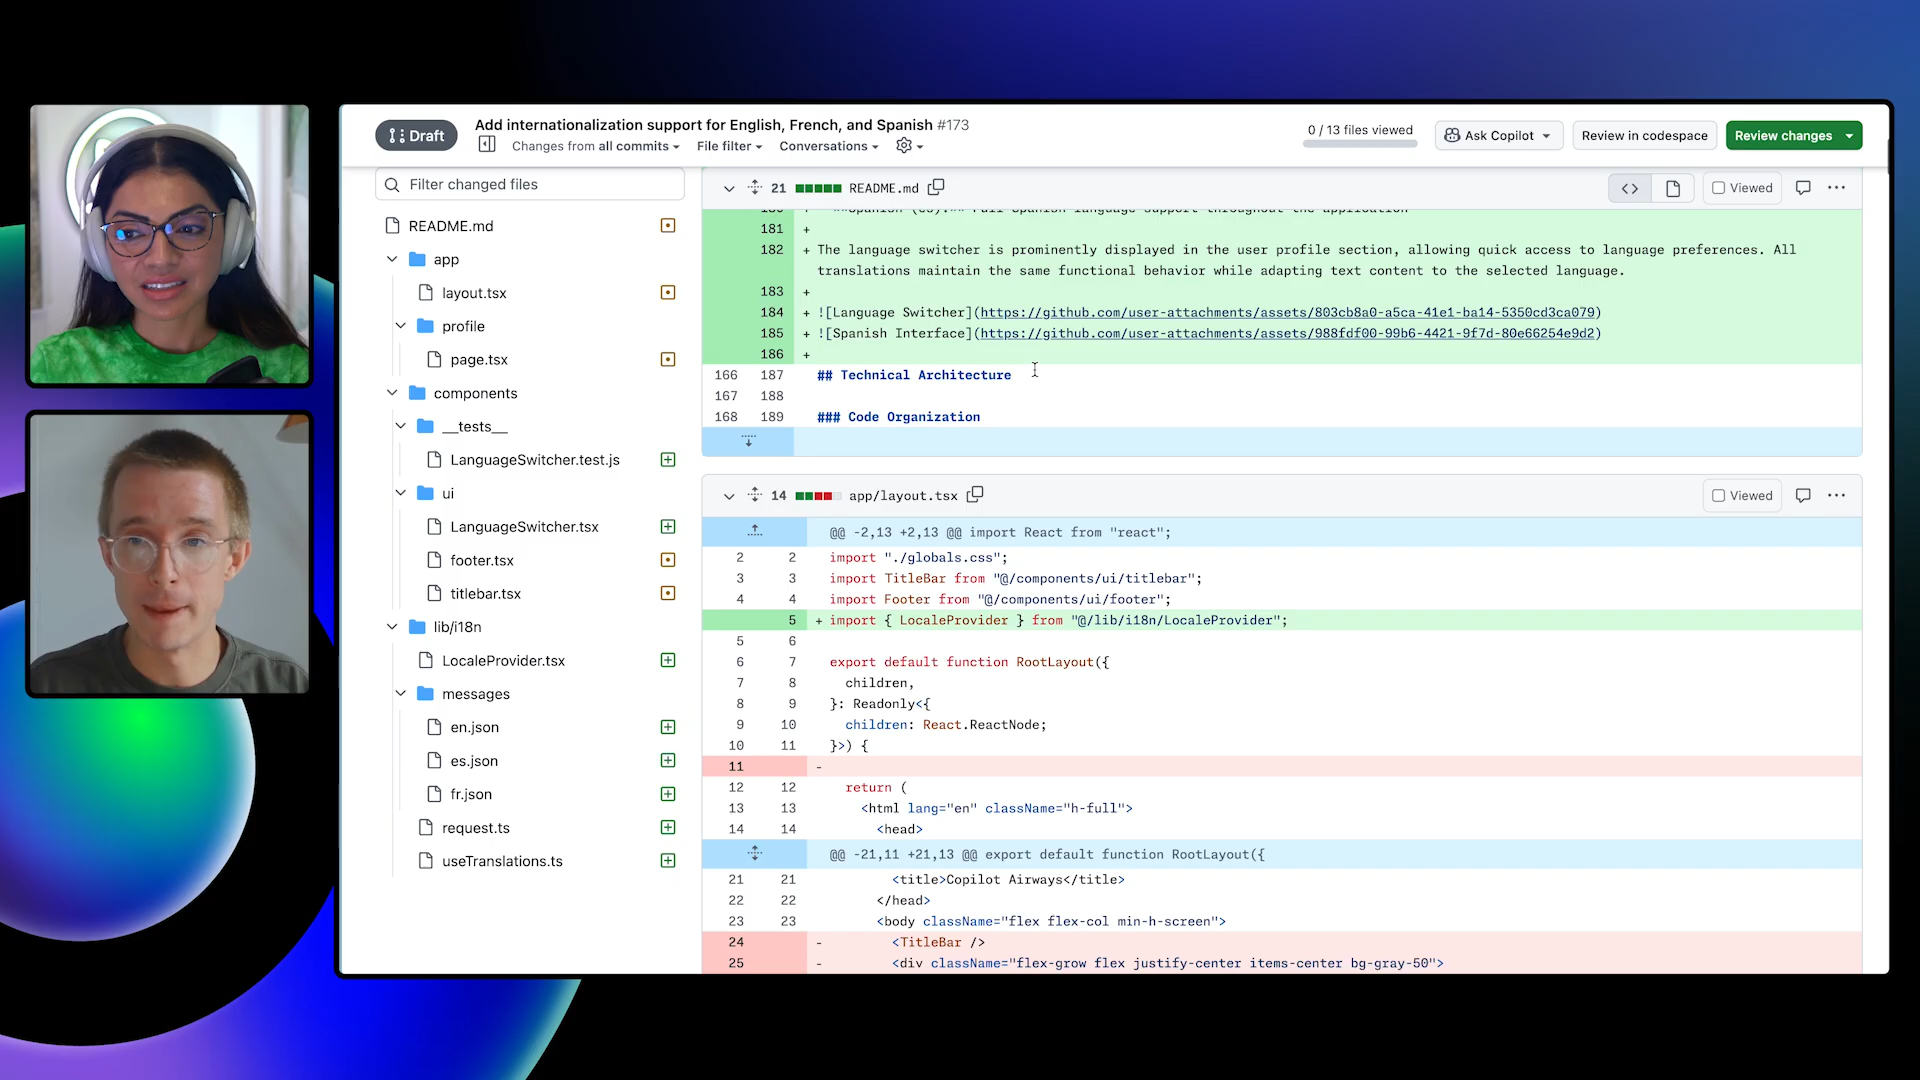 Draft
Add internationalization support for English, French, and Spanish #173
Changes from all commits
File filter
Conversations
0 / 13 files viewed
Ask Copilot
Review in codespace
Review changes
Filter changed files
README.md
app
layout.tsx
profile
page.tsx
components
__tests__
LanguageSwitcher.test.js
ui
LanguageSwitcher.tsx
footer.tsx
titlebar.tsx
lib/i18n
LocaleProvider.tsx
messages
en.json
es.json
fr.json
request.ts
useTranslations.ts
21 README.md
Viewed
181 +
182 + The language switcher is prominently displayed in the user profile section, allowing quick access to language preferences. All
translations maintain the same functional behavior while adapting text content to the selected language.
183 +
184 + ![Language Switcher](https://github.com/user-attachments/assets/803cb8a0-a5ca-41e1-ba14-5350cd3ca079)
185 + ![Spanish Interface](https://github.com/user-attachments/assets/988fdf00-99b6-4421-9f7d-80e66254e9d2)
186 +
166 187 ## Technical Architecture
167 188
168 189 ### Code Organization
14 app/layout.tsx
Viewed
@@ -2,13 +2,13 @@ import React from "react";
2 2 import "./globals.css";
3 3 import TitleBar from "@/components/ui/titlebar";
4 4 import Footer from "@/components/ui/footer";
5 + import { LocaleProvider } from "@/lib/i18n/LocaleProvider";
5 6
6 7 export default function RootLayout({
7 8 children,
8 9 }: Readonly<{
9 10 children: React.ReactNode;
10 11 }>) {
11 -
12 12 return (
13 13 <html lang="en" className="h-full">
14 14 <head>
@@ -21,11 +21,13 @@ export default function RootLayout({
21 21 <title>Copilot Airways</title>
22 22 </head>
23 23 <body className="flex flex-col min-h-screen">
24 - <TitleBar />
25 - <div className="flex-grow flex justify-center items-center bg-gray-50">